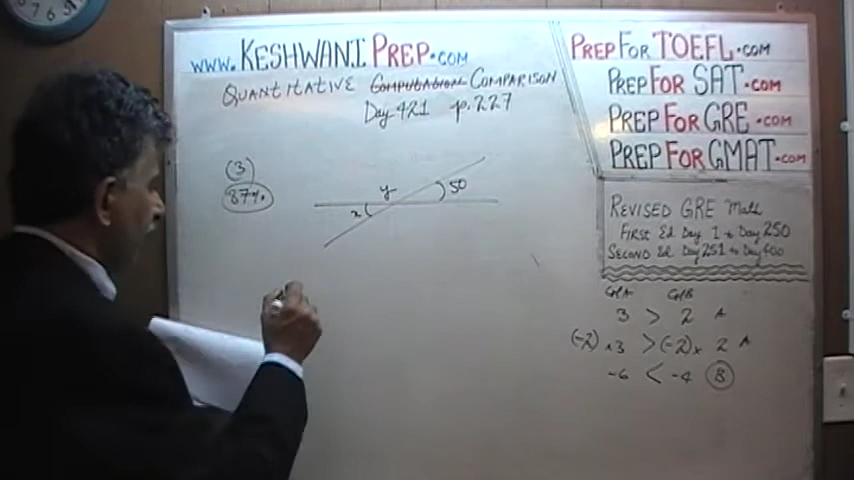 www. KESHWANI PREP.COM
QUANTITATIVE COMPUTATIONAL COMPARISON
Day 421 p.227
(3)
87%
y
50
x
PREP FOR TOEFL.COM
PREP FOR SAT.COM
PREP FOR GRE.COM
PREP FOR GMAT.COM
REVISED GRE Math
FIRST Ed Day 1 to Day 250
SECOND Ed Day 251 to Day 400
Col A Col B
3 > 2 A
(-2) x 3 > (-2) x 2 A
-6 < -4 B